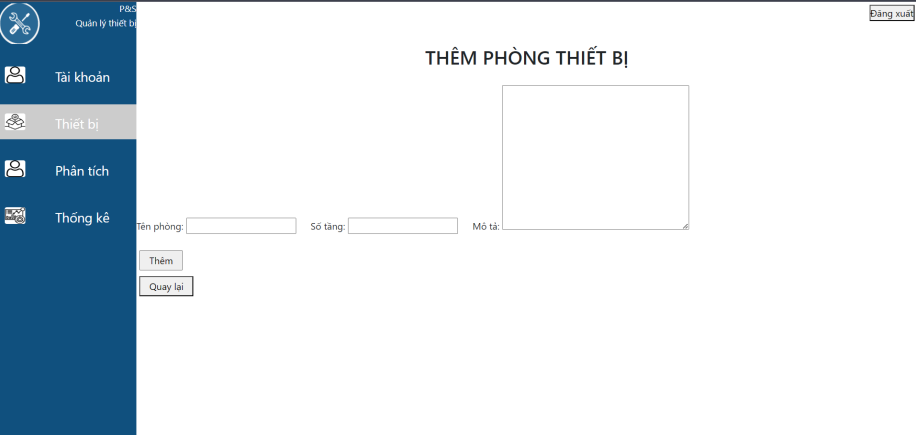 P&S
Quản lý thiết bị
Đăng xuất
THÊM PHÒNG THIẾT BỊ
Tài khoản
Thiết bị
Phân tích
Thống kê
Tên phòng:
Số tầng:
Mô tả:
Thêm
Quay lại